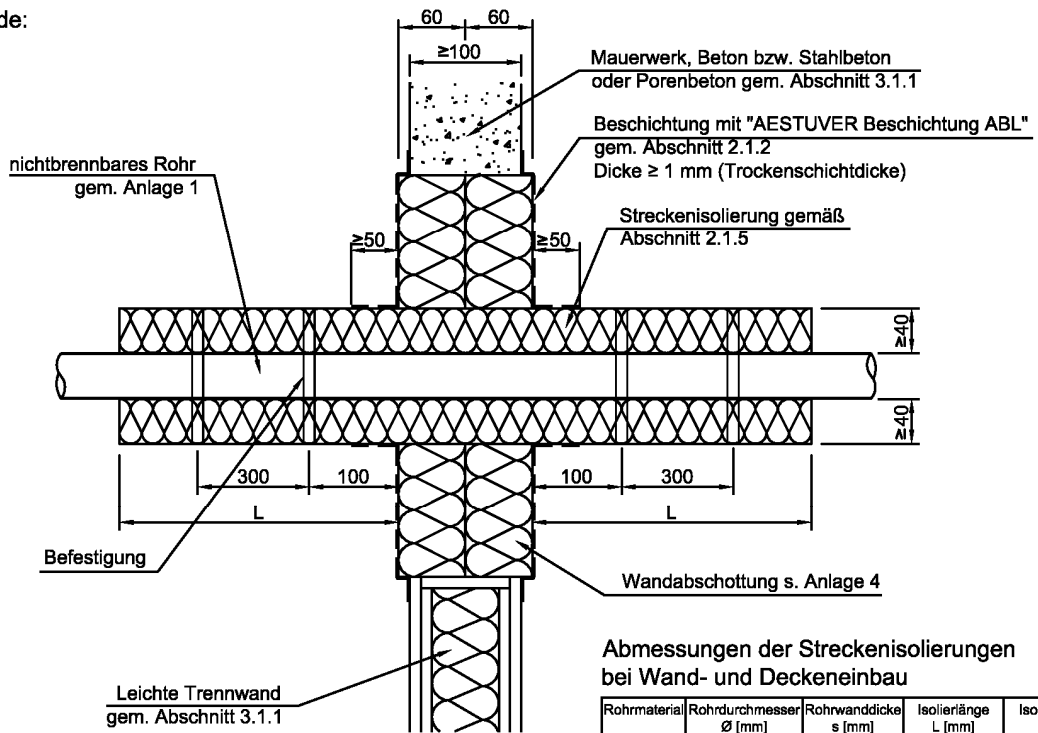 de:
60 60
≥100
Mauerwerk, Beton bzw. Stahlbeton
oder Porenbeton gem. Abschnitt 3.1.1
Beschichtung mit "AESTUVER Beschichtung ABL"
gem. Abschnitt 2.1.2
Dicke ≥ 1 mm (Trockenschichtdicke)
nichtbrennbares Rohr
gem. Anlage 1
Streckenisolierung gemäß
Abschnitt 2.1.5
≥50 ≥50
≥40
≥40
300 100 100 300
L L
Befestigung
Wandabschottung s. Anlage 4
Leichte Trennwand
gem. Abschnitt 3.1.1
Abmessungen der Streckenisolierungen
bei Wand- und Deckeneinbau
Rohrmaterial Rohrdurchmesser Rohrwanddicke Isolierlänge Iso
Ø [mm] s [mm] L [mm]